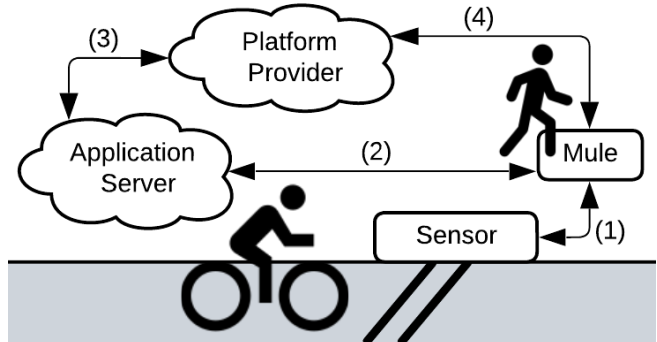 (3)
Platform
Provider
(4)
Application
Server
(2)
Mule
Sensor
(1)